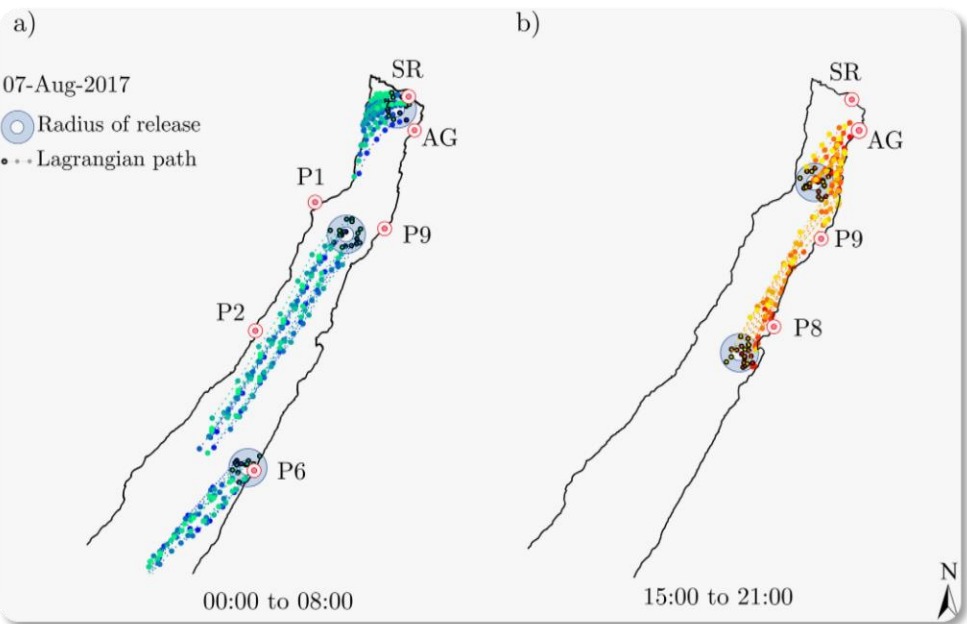 a)
07-Aug-2017
Radius of release
Lagrangian path
SR
AG
P1
P9
P2
P6
00:00 to 08:00
b)
SR
AG
P9
P8
15:00 to 21:00
N